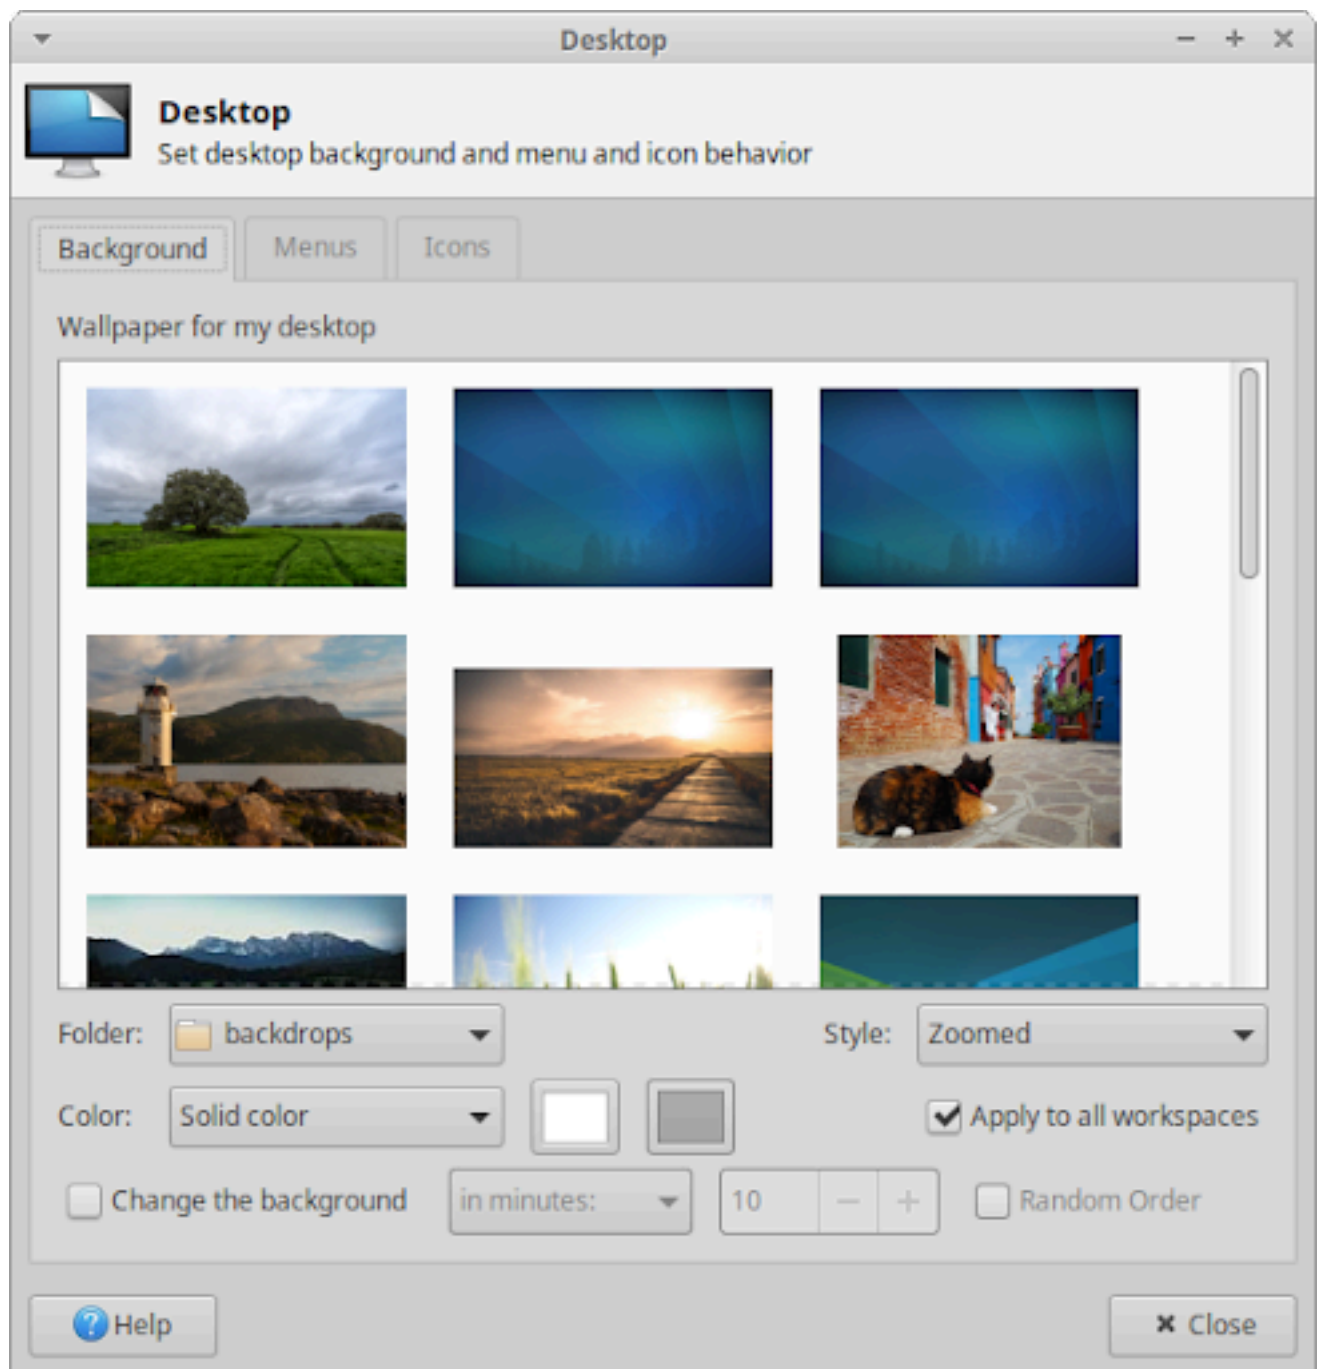 Desktop
Desktop
Set desktop background and menu and icon behavior
Background Menus Icons
Wallpaper for my desktop
Folder: backdrops Style: Zoomed
Color: Solid color Apply to all workspaces
Change the background in minutes: 10 Random Order
Help Close